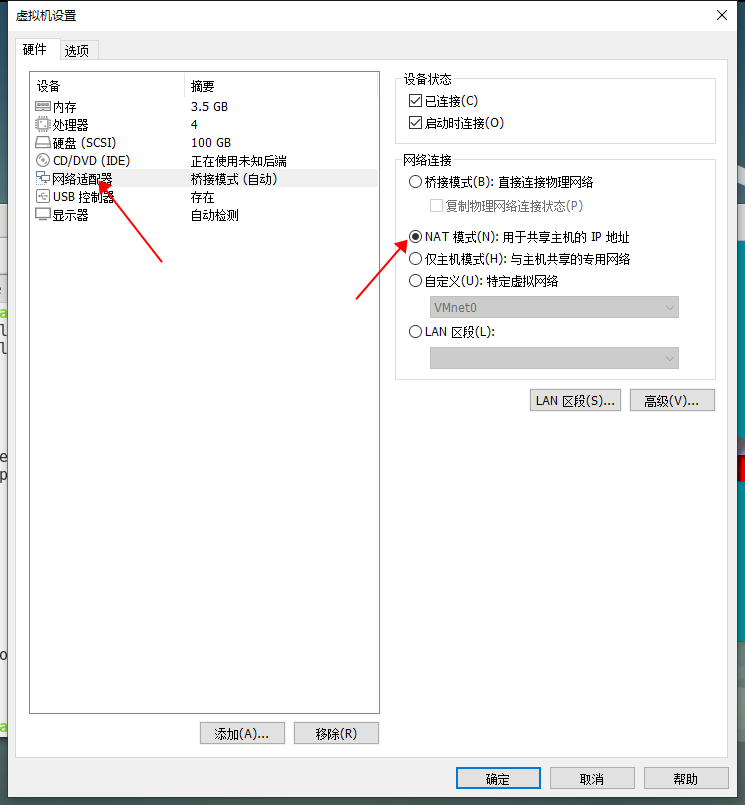 虚拟机设置
硬件 选项
设备 摘要
内存 3.5 GB
处理器 4
硬盘 (SCSI) 100 GB
CD/DVD (IDE) 正在使用未知后端
网络适配器 桥接模式 (自动)
USB 控制器 存在
显示器 自动检测
添加(A)... 移除(R)
设备状态
已连接(C)
启动时连接(O)
网络连接
桥接模式(B): 直接连接物理网络
复制物理网络连接状态(P)
NAT 模式(N): 用于共享主机的 IP 地址
仅主机模式(H): 与主机共享的专用网络
自定义(U): 特定虚拟网络
VMnet0
LAN 区段(L):
LAN 区段(S)... 高级(V)...
确定 取消 帮助